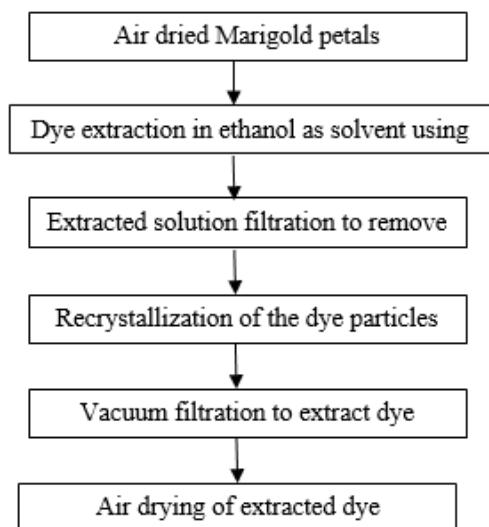 Air dried Marigold petals
Dye extraction in ethanol as solvent using
Extracted solution filtration to remove
Recrystallization of the dye particles
Vacuum filtration to extract dye
Air drying of extracted dye